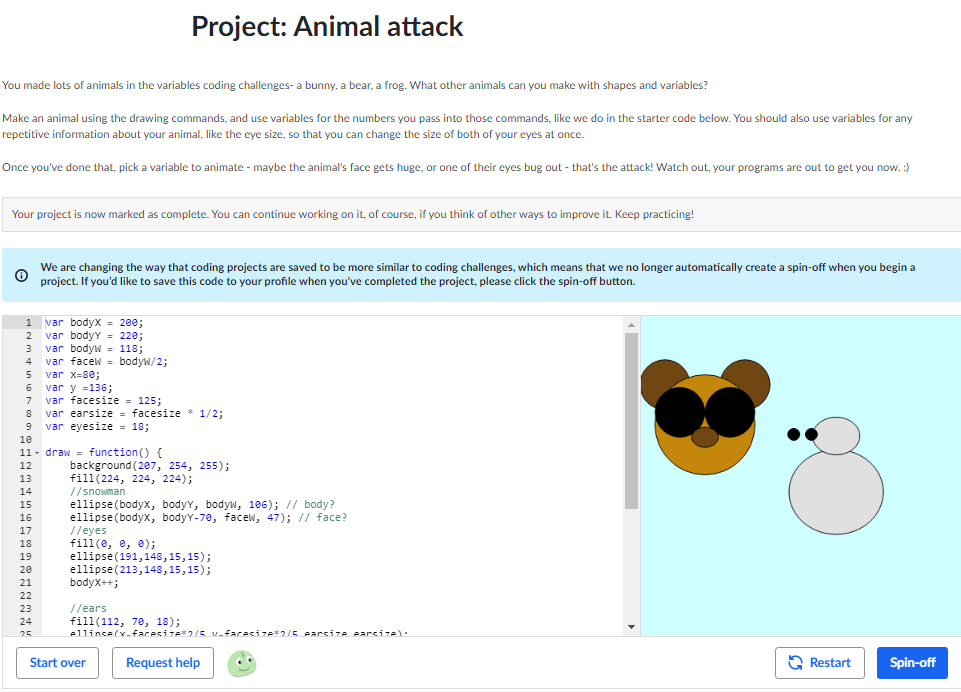 Project: Animal attack
You made lots of animals in the variables coding challenges- a bunny, a bear, a frog. What other animals can you make with shapes and variables?
Make an animal using the drawing commands, and use variables for the numbers you pass into those commands, like we do in the starter code below. You should also use variables for any
repetitive information about your animal, like the eye size, so that you can change the size of both of your eyes at once.
Once you've done that, pick a variable to animate - maybe the animal's face gets huge, or one of their eyes bug out - that's the attack! Watch out, your programs are out to get you now. :)
Your project is now marked as complete. You can continue working on it, of course, if you think of other ways to improve it. Keep practicing!
We are changing the way that coding projects are saved to be more similar to coding challenges, which means that we no longer automatically create a spin-off when you begin a
project. If you'd like to save this code to your profile when you've completed the project, please click the spin-off button.
1 var bodyX = 200;
2 var bodyY = 220;
3 var bodyW = 118;
4 var faceW = bodyW/2;
5 var x=80;
6 var y =136;
7 var facesize = 125;
8 var earsize = facesize * 1/2;
9 var eyesize = 18;
10
11 draw = function() {
12 background(207, 254, 255);
13 fill(224, 224, 224);
14 //snowman
15 ellipse(bodyX, bodyY, bodyW, 106); // body?
16 ellipse(bodyX, bodyY-70, faceW, 47); // face?
17 //eyes
18 fill(0, 0, 0);
19 ellipse(191,148,15,15);
20 ellipse(213,148,15,15);
21 bodyX++;
22
23 //ears
24 fill(112, 70, 18);
25 ellipse(x-facesize*2/5,y-facesize*2/5,earsize,earsize);
Start over Request help Restart Spin-off